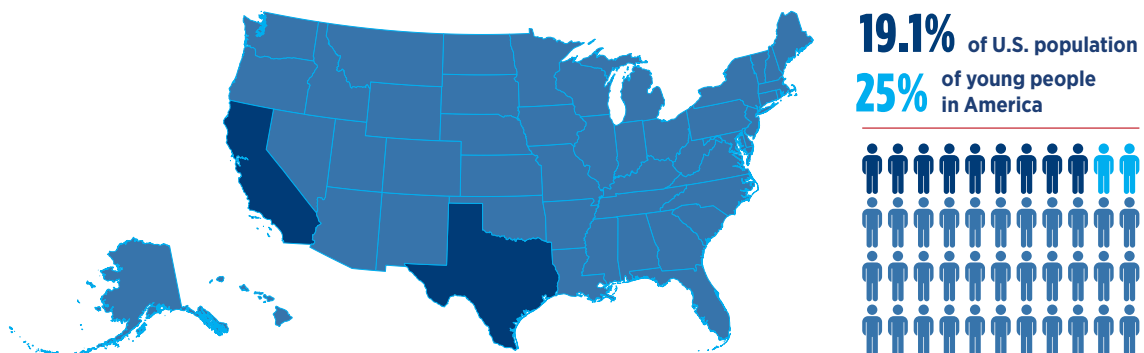 19.1% of U.S. population
25% of young people
in America